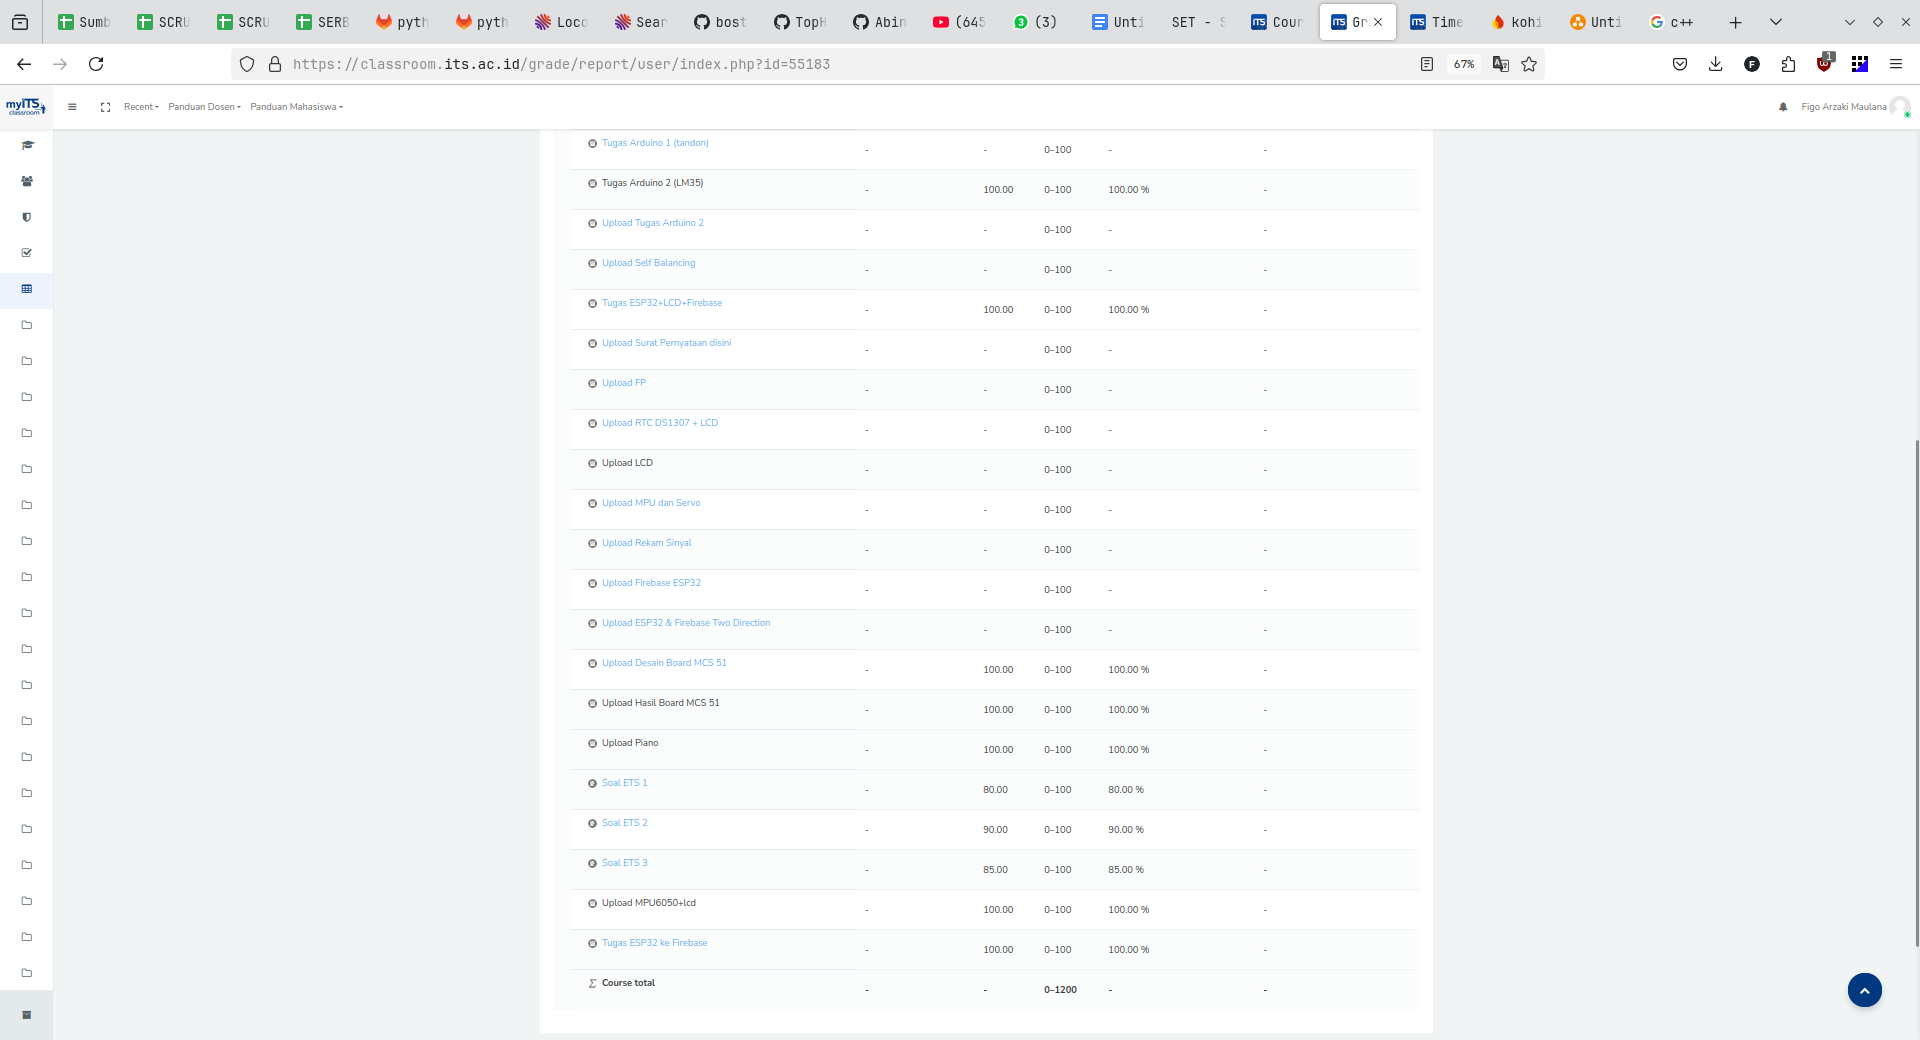 Sumb
SCRU
SCRU
SERB
pyth
pyth
Loco
Sear
bost
TopH
Abin
(645
3 (3)
Unti
SET - S
ITS Cour
ITS Gr
ITS Time
kohi
Unti
c++
https://classroom.its.ac.id/grade/report/user/index.php?id=55183
67%
F
1
myITS classroom
Recent
Panduan Dosen
Panduan Mahasiswa
Figo Arzaki Maulana
Tugas Arduino 1 (tandon) - - 0–100 - -
Tugas Arduino 2 (LM35) - 100.00 0–100 100.00 % -
Upload Tugas Arduino 2 - - 0–100 - -
Upload Self Balancing - - 0–100 - -
Tugas ESP32+LCD+Firebase - 100.00 0–100 100.00 % -
Upload Surat Pernyataan disini - - 0–100 - -
Upload FP - - 0–100 - -
Upload RTC DS1307 + LCD - - 0–100 - -
Upload LCD - - 0–100 - -
Upload MPU dan Servo - - 0–100 - -
Upload Rekam Sinyal - - 0–100 - -
Upload Firebase ESP32 - - 0–100 - -
Upload ESP32 & Firebase Two Direction - - 0–100 - -
Upload Desain Board MCS 51 - 100.00 0–100 100.00 % -
Upload Hasil Board MCS 51 - 100.00 0–100 100.00 % -
Upload Piano - 100.00 0–100 100.00 % -
Soal ETS 1 - 80.00 0–100 80.00 % -
Soal ETS 2 - 90.00 0–100 90.00 % -
Soal ETS 3 - 85.00 0–100 85.00 % -
Upload MPU6050+lcd - 100.00 0–100 100.00 % -
Tugas ESP32 ke Firebase - 100.00 0–100 100.00 % -
Course total - - 0–1200 - -